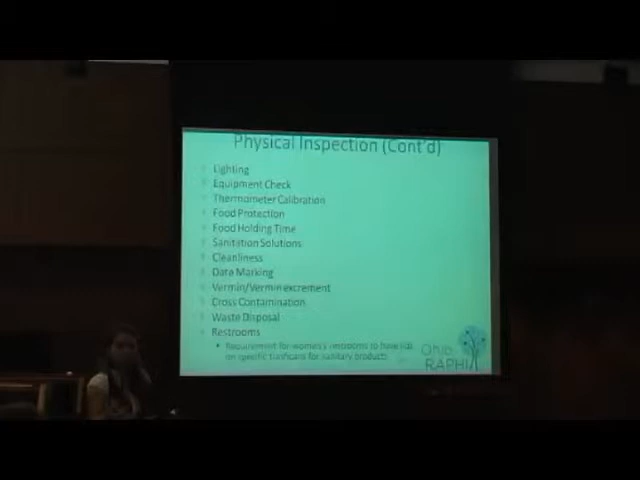 Physical Inspection (Cont'd)
Lighting
Equipment Check
Thermometer Calibration
Food Protection
Food Holding Time
Sanitation Solutions
Cleanliness
Date Marking
Vermin/Vermin excrement
Cross Contamination
Waste Disposal
Restrooms
Requirement for women's restrooms to have lids
on specific trashcans for sanitary products
Ohio
RAPHI